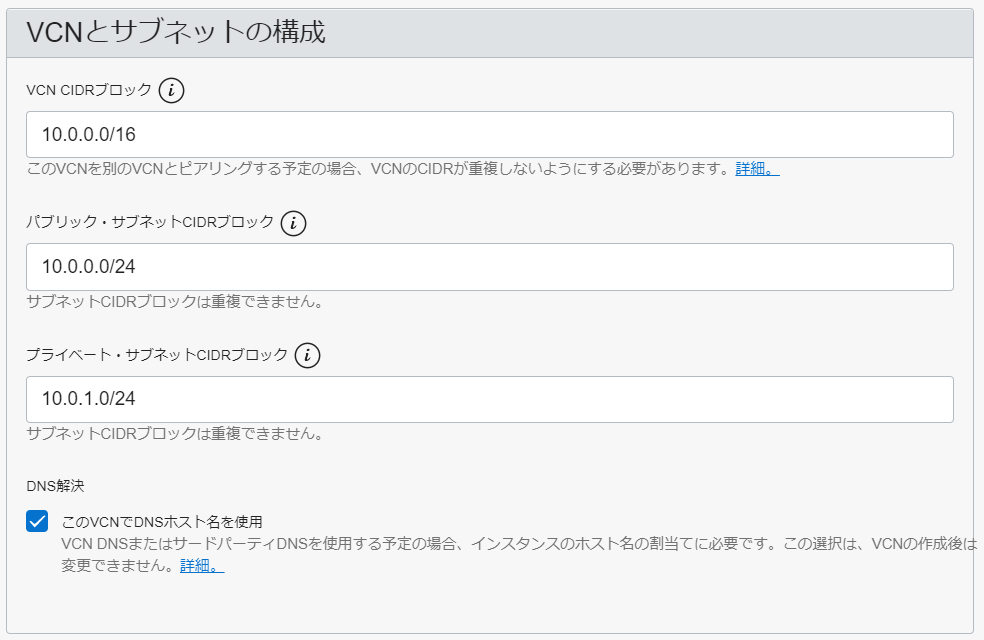 VCNとサブネットの構成
VCN CIDRブロック i
10.0.0.0/16
このVCNを別のVCNとピアリングする予定の場合、VCNのCIDRが重複しないようにする必要があります。詳細。
パブリック・サブネットCIDRブロック i
10.0.0.0/24
サブネットCIDRブロックは重複できません。
プライベート・サブネットCIDRブロック i
10.0.1.0/24
サブネットCIDRブロックは重複できません。
DNS解決
このVCNでDNSホスト名を使用
VCN DNSまたはサードパーティDNSを使用する予定の場合、インスタンスのホスト名の割当てに必要です。この選択は、VCNの作成後は
変更できません。詳細。